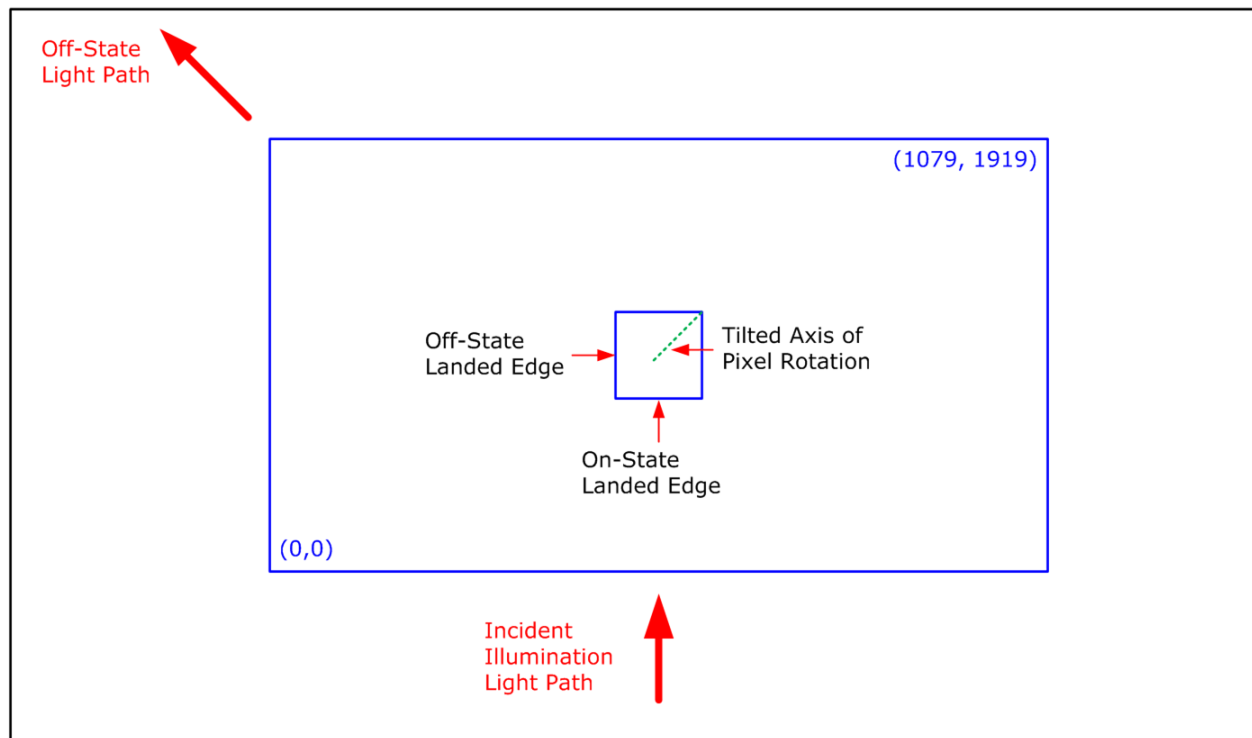 Off-State
Light Path
(1079, 1919)
Off-State
Landed Edge
Tilted Axis of
Pixel Rotation
On-State
Landed Edge
(0,0)
Incident
Illumination
Light Path